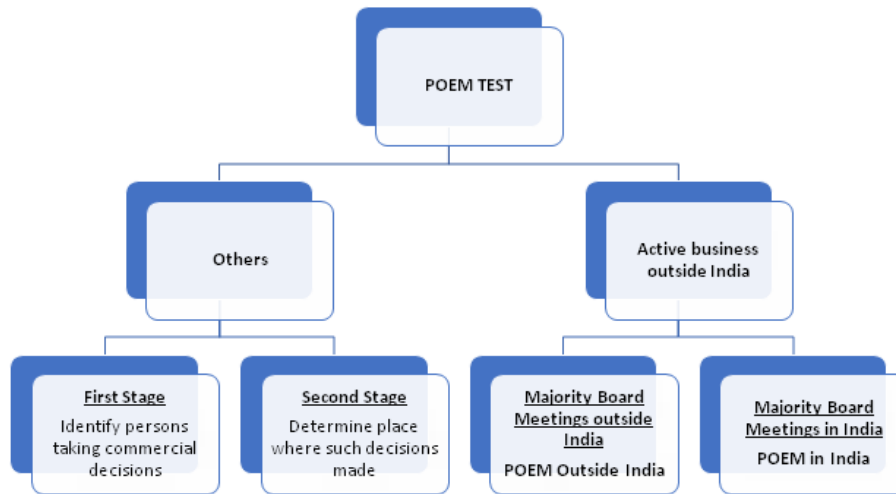 POEM TEST
Others
Active business
outside India
First Stage
Identify persons
taking commercial
decisions
Second Stage
Determine place
where such decisions
made
Majority Board
Meetings outside
India
POEM Outside India
Majority Board
Meetings in India
POEM in India